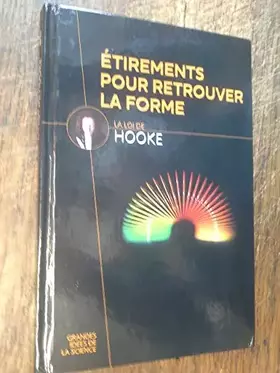 ÉTIREMENTS
POUR RETROUVER
LA FORME
LA LOI DE
HOOKE
GRANDES
IDÉES DE
LA SCIENCE